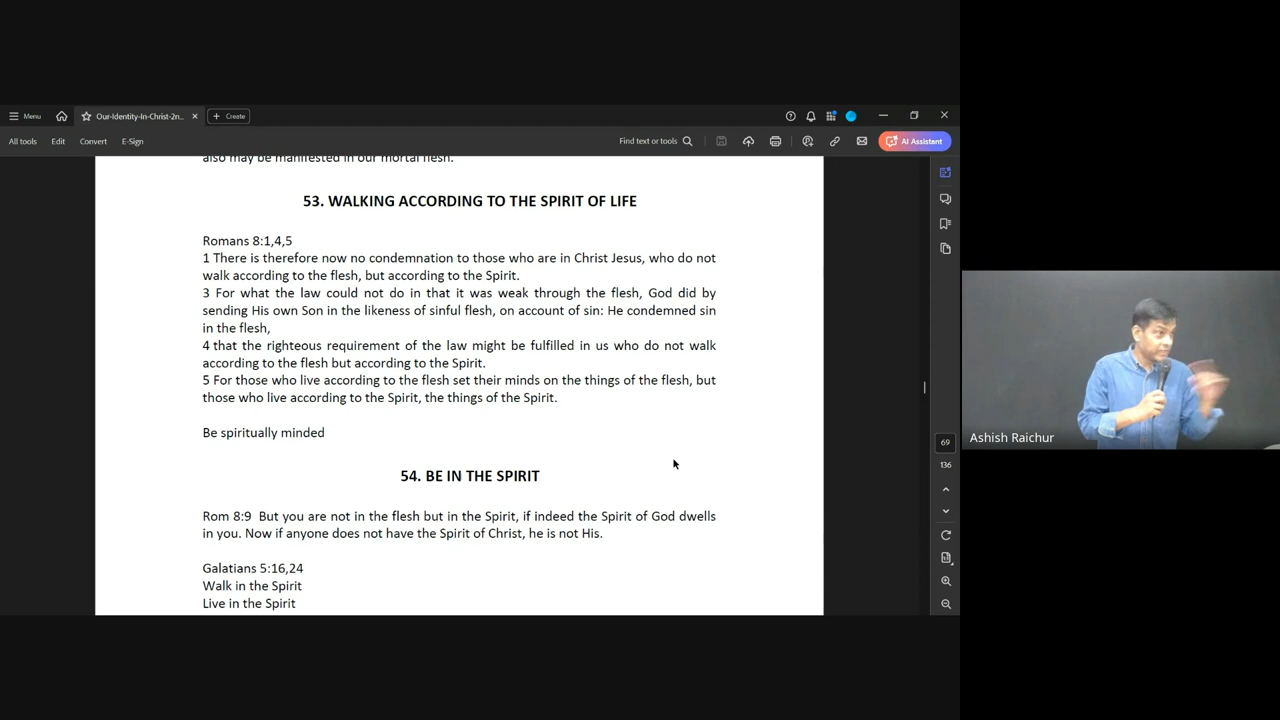 Menu
Our-Identity-In-Christ-2n...
Create
All tools
Edit
Convert
E-Sign
Find text or tools
AI Assistant
also may be manifested in our mortal flesh.
53. WALKING ACCORDING TO THE SPIRIT OF LIFE
Romans 8:1,4,5
1 There is therefore now no condemnation to those who are in Christ Jesus, who do not
walk according to the flesh, but according to the Spirit.
3 For what the law could not do in that it was weak through the flesh, God did by
sending His own Son in the likeness of sinful flesh, on account of sin: He condemned sin
in the flesh,
4 that the righteous requirement of the law might be fulfilled in us who do not walk
according to the flesh but according to the Spirit.
5 For those who live according to the flesh set their minds on the things of the flesh, but
those who live according to the Spirit, the things of the Spirit.
Be spiritually minded
54. BE IN THE SPIRIT
Rom 8:9  But you are not in the flesh but in the Spirit, if indeed the Spirit of God dwells
in you. Now if anyone does not have the Spirit of Christ, he is not His.
Galatians 5:16,24
Walk in the Spirit
Live in the Spirit
69
136
Ashish Raichur